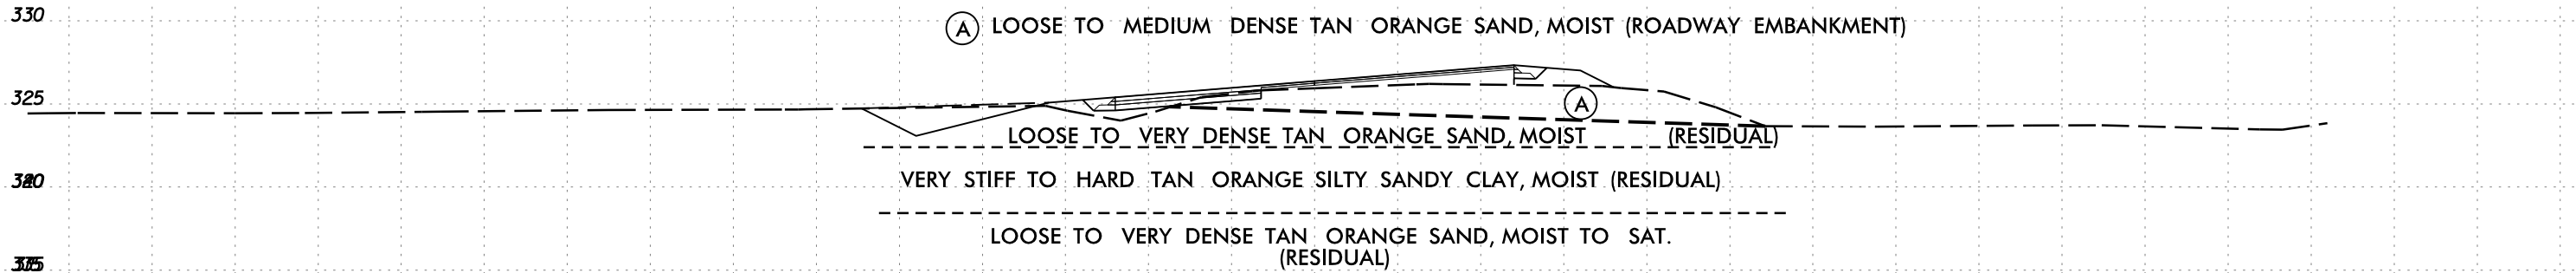 330
Ⓐ LOOSE TO MEDIUM DENSE TAN ORANGE SAND, MOIST (ROADWAY EMBANKMENT)
325
A
LOOSE TO VERY DENSE TAN ORANGE SAND, MOIST (RESIDUAL)
VERY STIFF TO HARD TAN ORANGE SILTY SANDY CLAY, MOIST (RESIDUAL)
LOOSE TO VERY DENSE TAN ORANGE SAND, MOIST TO SAT.
(RESIDUAL)